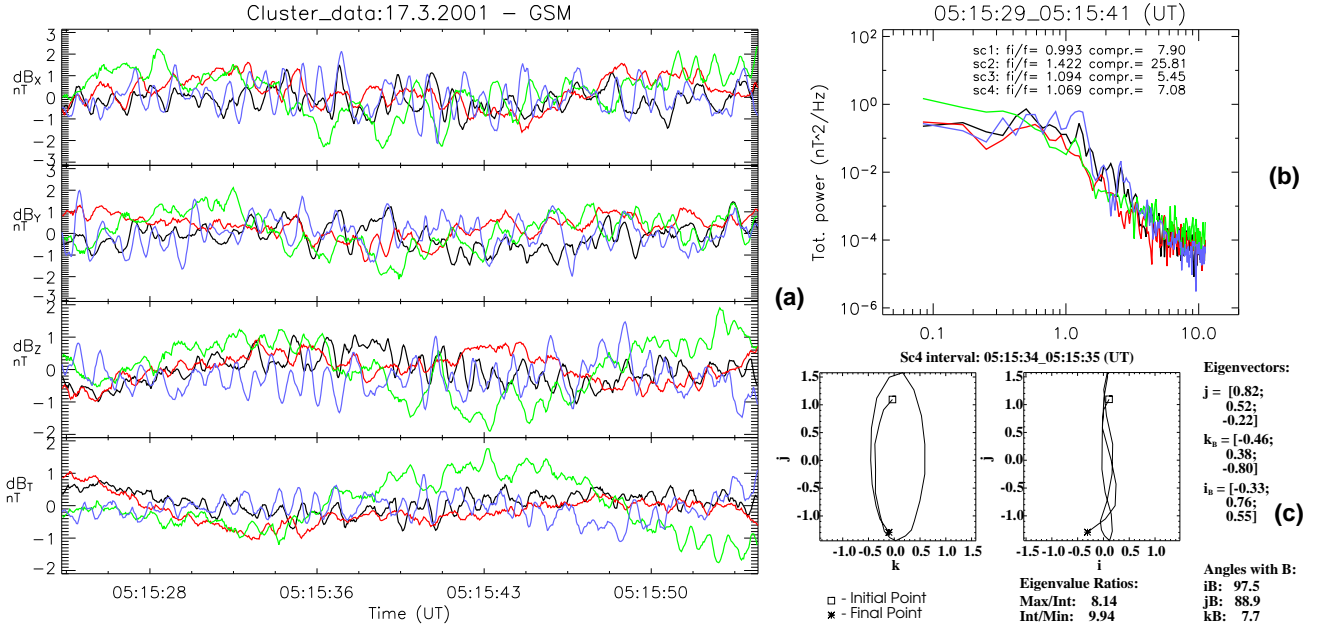 Cluster_data:17.3.2001 – GSM
dBX
nT
3
2
1
0
−1
−2
−3
dBY
nT
3
2
1
0
−1
−2
−3
dBZ
nT
2
1
0
−1
−2
dBT
nT
2
1
0
−1
−2
05:15:28 05:15:36 05:15:43 05:15:50
Time (UT)
(a)
05:15:29_05:15:41 (UT)
sc1: fi/f= 0.993 compr.= 7.90
sc2: fi/f= 1.422 compr.= 25.81
sc3: fi/f= 1.094 compr.= 5.45
sc4: fi/f= 1.069 compr.= 7.08
Tot. power (nT^2/Hz)
10^2
10^0
10^−2
10^−4
10^−6
0.1 1.0 10.0
(b)
Sc4 interval: 05:15:34_05:15:35 (UT)
j
1.5
1.0
0.5
0.0
-0.5
-1.0
-1.0 -0.5 0.0 0.5 1.0
k
j
1.5
1.0
0.5
0.0
-0.5
-1.0
-1.5 -1.0 -0.5 0.0 0.5 1.0 1.5
i
Eigenvectors:
j = [0.82;
0.52;
-0.22]
kB = [-0.46;
0.38;
-0.80]
iB = [-0.33;
0.76;
0.55]
(c)
□ - Initial Point
✱ - Final Point
Eigenvalue Ratios:
Max/Int: 8.14
Int/Min: 9.94
Angles with B:
iB: 97.5
jB: 88.9
kB: 7.7